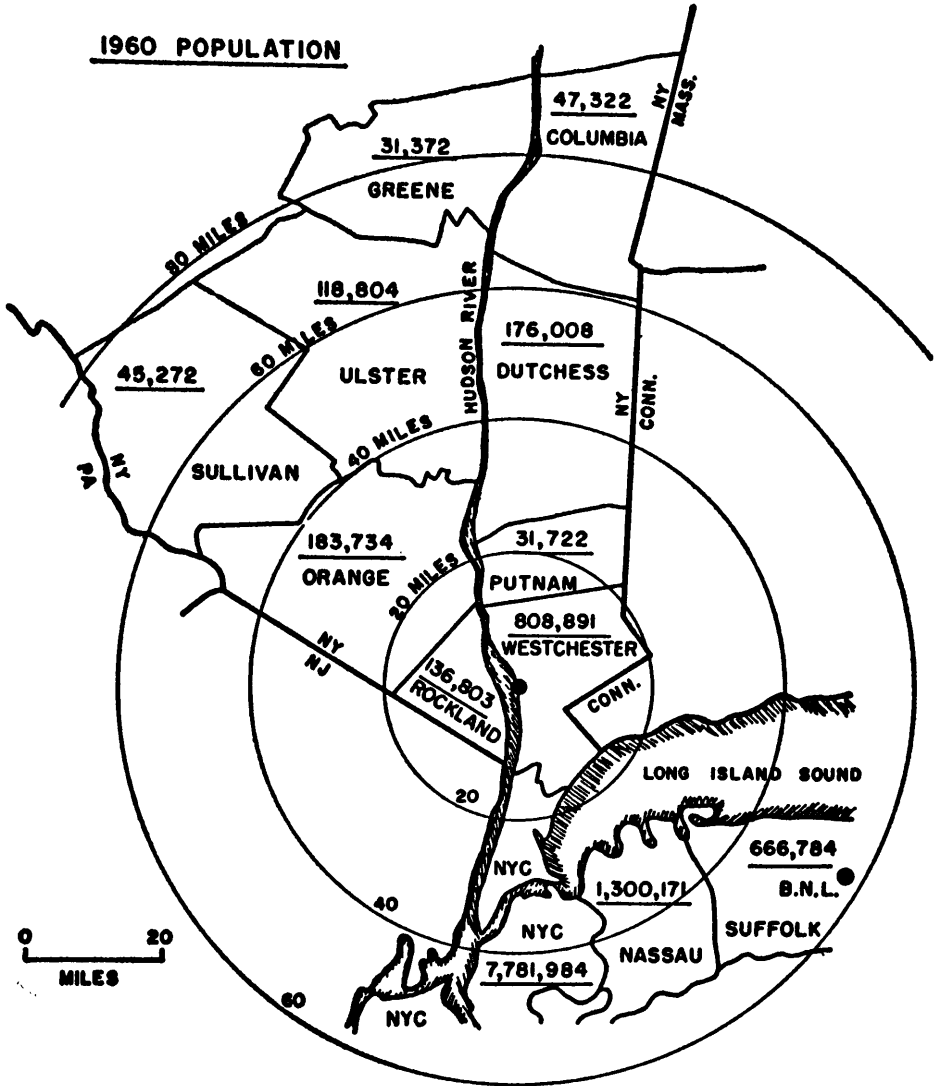 1960 POPULATION
47,322
COLUMBIA
NY
MASS.
31,372
GREENE
80 MILES
118,804
HUDSON RIVER
176,008
DUTCHESS
60 MILES
45,272
ULSTER
NY
CONN.
40 MILES
NY
PA
SULLIVAN
183,734
ORANGE
31,722
PUTNAM
20 MILES
808,891
WESTCHESTER
NY
NJ
136,803
ROCKLAND
CONN.
LONG ISLAND SOUND
20
666,784
B.N.L.
NYC
1,300,171
40
NYC
SUFFOLK
NASSAU
0 20
MILES
7,781,984
60
NYC